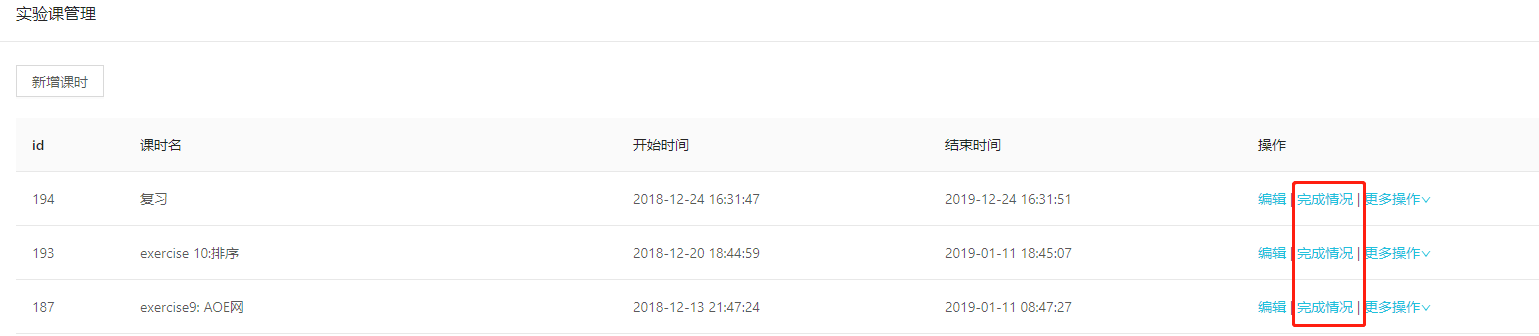 实验课管理
新增课时
id 课时名 开始时间 结束时间 操作
194 复习 2018-12-24 16:31:47 2019-12-24 16:31:51 编辑 | 完成情况 | 更多操作
193 exercise 10:排序 2018-12-20 18:44:59 2019-01-11 18:45:07 编辑 | 完成情况 | 更多操作
187 exercise9: AOE网 2018-12-13 21:47:24 2019-01-11 08:47:27 编辑 | 完成情况 | 更多操作